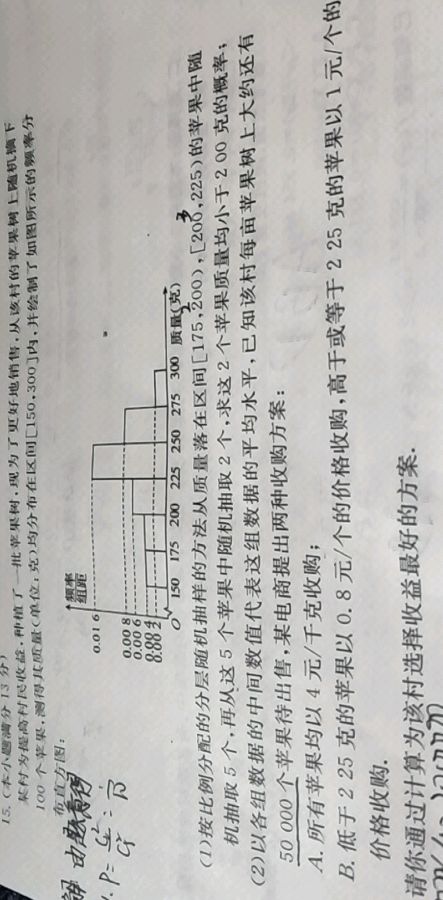 15.(本小题满分 13 分)
某村为提高村民收益,种植了一批苹果树,现为了更好地销售,从该村的苹果树上随机摘下
100 个苹果,测得其质量(单位:克)均分布在区间[150,300]内,并绘制了如图所示的频率分
布直方图:
频率
组距
0.016
0.008
0.006
0.004
0.002
O 150 175 200 225 250 275 300 质量(克)
解
P=
(1)按比例分配的分层随机抽样的方法从质量落在区间[175,200),[200,225)的苹果中随
2 3
机抽取 5 个,再从这 5 个苹果中随机抽取 2 个,求这 2 个苹果质量均小于 200 克的概率;
(2)以各组数据的中间数值代表这组数据的平均水平,已知该村每亩苹果树上大约还有
50 000 个苹果待出售,某电商提出两种收购方案:
A.所有苹果均以 4 元/千克收购;
B.低于 225 克的苹果以 0.8 元/个的价格收购,高于或等于 225 克的苹果以 1 元/个的
价格收购.
请你通过计算为该村选择收益最好的方案.